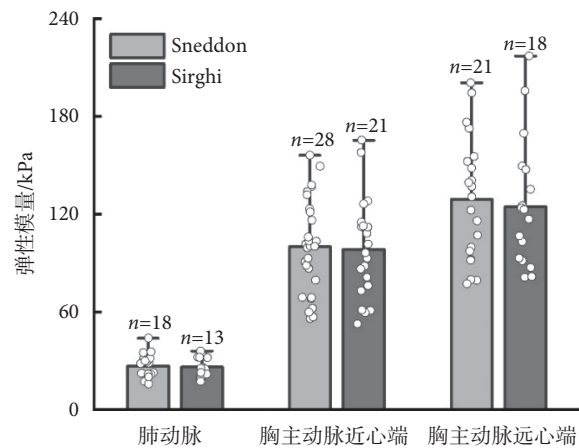 240
180
120
60
0
弹性模量/kPa
Sneddon
Sirghi
n=18
n=13
n=28
n=21
n=21
n=18
肺动脉
胸主动脉近心端
胸主动脉远心端